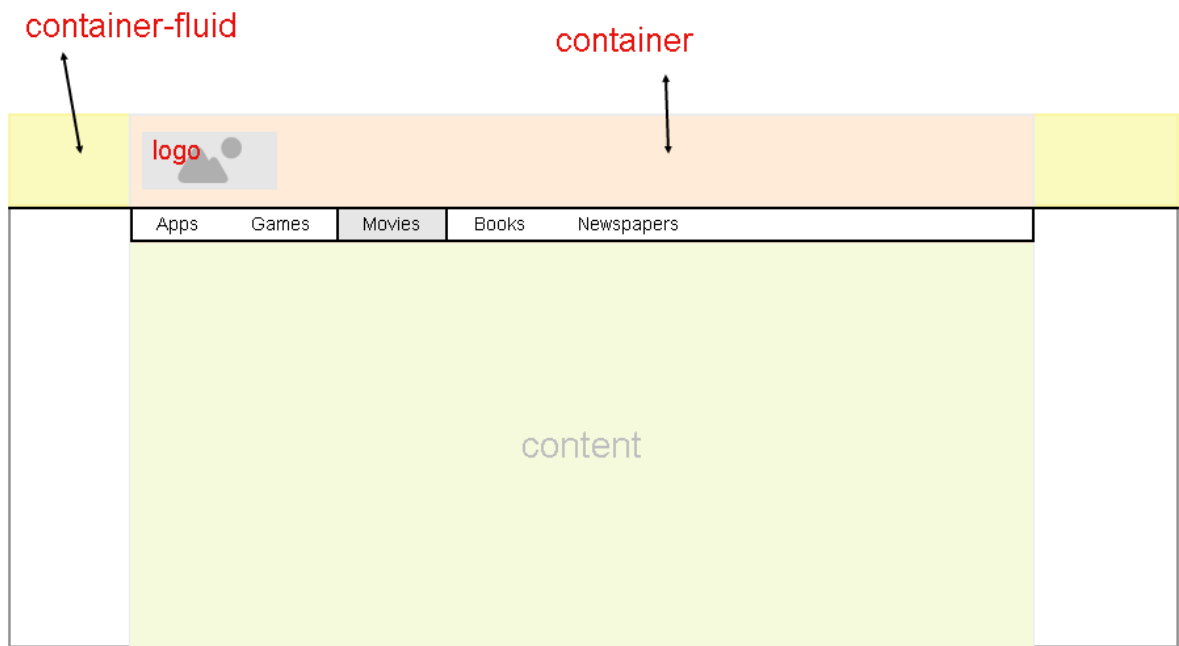 container-fluid
container
logo
Apps Games Movies Books Newspapers
content